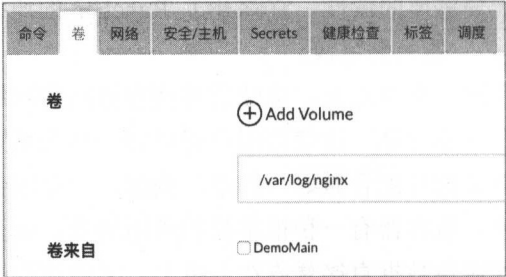 命令 卷 网络 安全/主机 Secrets 健康检查 标签 调度
卷
Add Volume
/var/log/nginx
卷来自 DemoMain